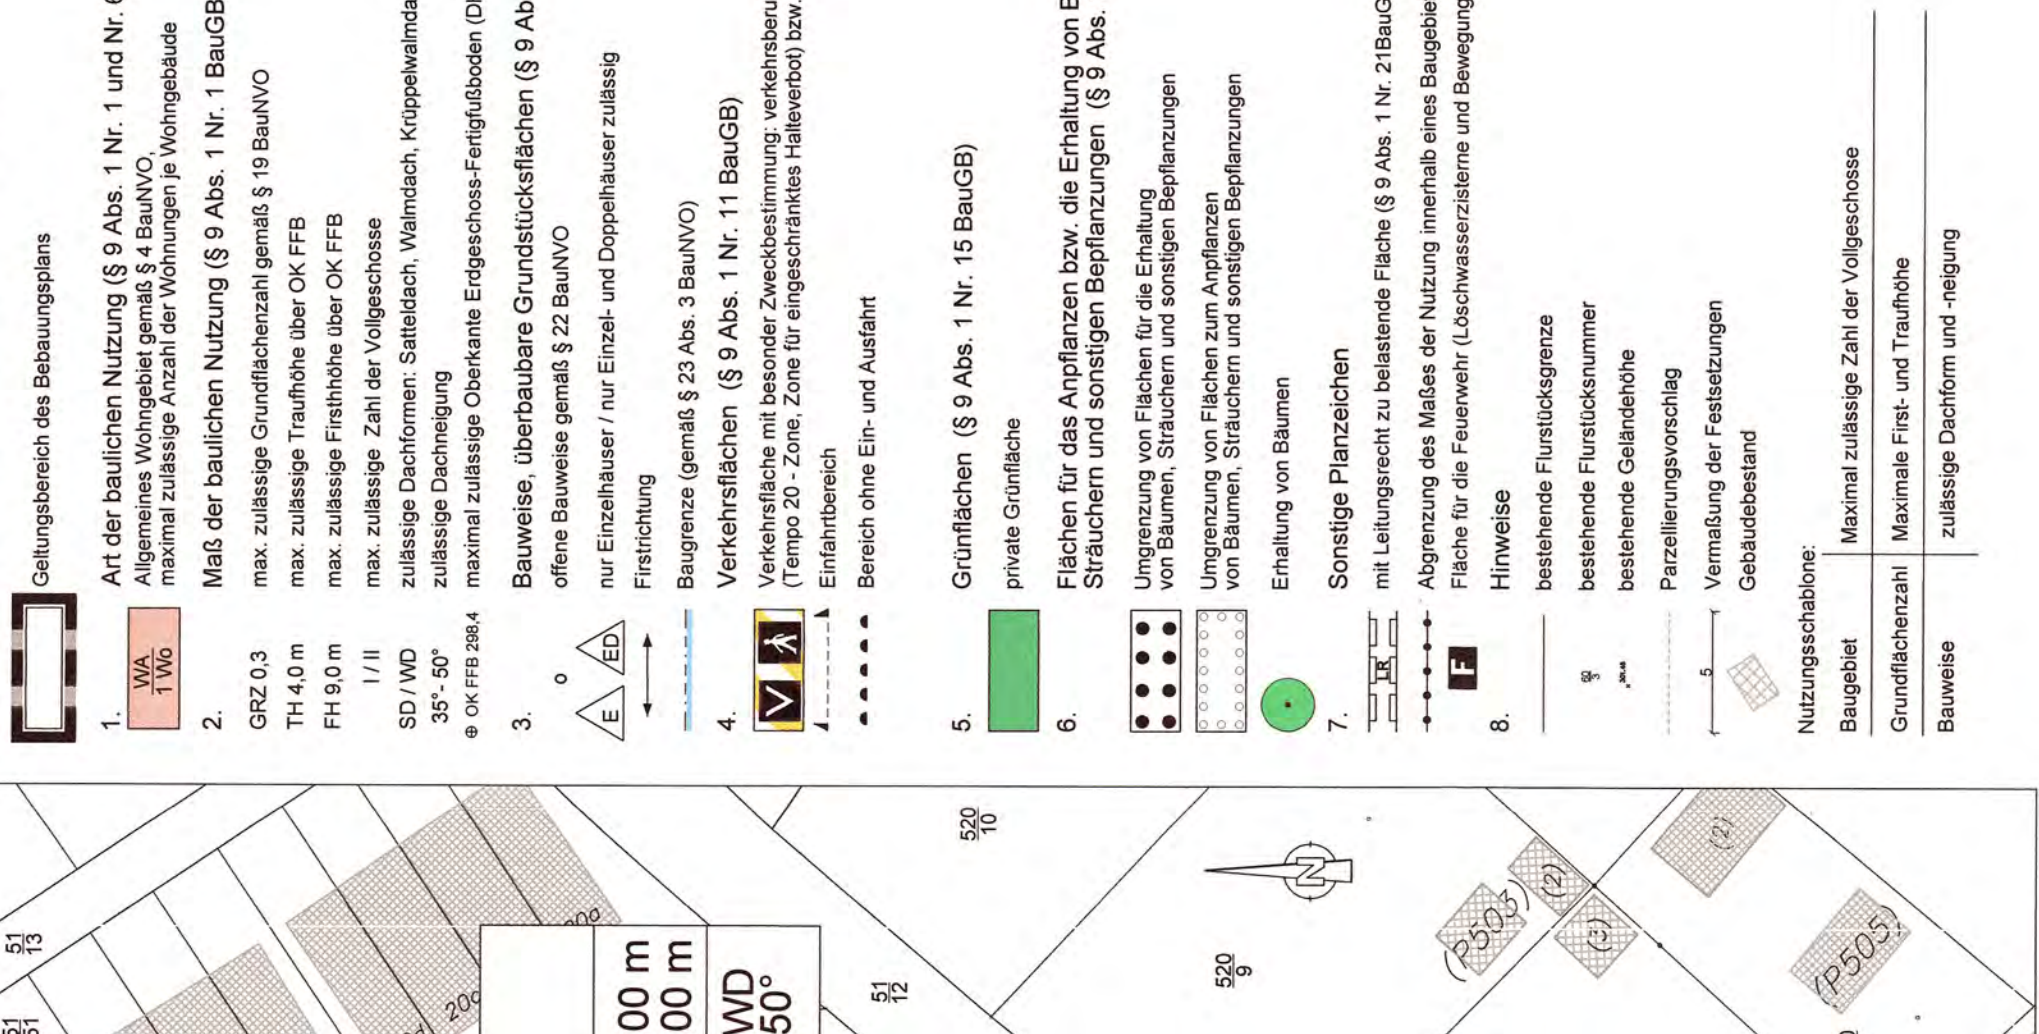 Geltungsbereich des Bebauungsplans
1. Art der baulichen Nutzung (§ 9 Abs. 1 Nr. 1 und Nr. 6
WA
1 Wo
Allgemeines Wohngebiet gemäß § 4 BauNVO,
maximal zulässige Anzahl der Wohnungen je Wohngebäude
2. Maß der baulichen Nutzung (§ 9 Abs. 1 Nr. 1 BauGB
GRZ 0,3 max. zulässige Grundflächenzahl gemäß § 19 BauNVO
TH 4,0 m max. zulässige Traufhöhe über OK FFB
FH 9,0 m max. zulässige Firsthöhe über OK FFB
I / II max. zulässige Zahl der Vollgeschosse
SD / WD zulässige Dachformen: Satteldach, Walmdach, Krüppelwalmda
35°- 50° zulässige Dachneigung
⊕ OK FFB 298,4 maximal zulässige Oberkante Erdgeschoss-Fertigfußboden (D
3. Bauweise, überbaubare Grundstücksflächen (§ 9 Ab
o offene Bauweise gemäß § 22 BauNVO
E ED nur Einzelhäuser / nur Einzel- und Doppelhäuser zulässig
Firstrichtung
Baugrenze (gemäß § 23 Abs. 3 BauNVO)
4. Verkehrsflächen (§ 9 Abs. 1 Nr. 11 BauGB)
V
Verkehrsfläche mit besonder Zweckbestimmung: verkehrsberu
(Tempo 20 - Zone, Zone für eingeschränktes Halteverbot) bzw.
Einfahrtbereich
Bereich ohne Ein- und Ausfahrt
5. Grünflächen (§ 9 Abs. 1 Nr. 15 BauGB)
private Grünfläche
6. Flächen für das Anpflanzen bzw. die Erhaltung von B
Sträuchern und sonstigen Bepflanzungen (§ 9 Abs.
Umgrenzung von Flächen für die Erhaltung
von Bäumen, Sträuchern und sonstigen Bepflanzungen
Umgrenzung von Flächen zum Anpflanzen
von Bäumen, Sträuchern und sonstigen Bepflanzungen
Erhaltung von Bäumen
7. Sonstige Planzeichen
LR mit Leitungsrecht zu belastende Fläche (§ 9 Abs. 1 Nr. 21BauG
Abgrenzung des Maßes der Nutzung innerhalb eines Baugebiet
F Fläche für die Feuerwehr (Löschwasserzisterne und Bewegung
8. Hinweise
bestehende Flurstücksgrenze
60
3
bestehende Flurstücksnummer
bestehende Geländehöhe
Parzellierungsvorschlag
5 Vermaßung der Festsetzungen
Gebäudebestand
Nutzungsschablone:
Baugebiet Maximal zulässige Zahl der Vollgeschosse
Grundflächenzahl Maximale First- und Traufhöhe
Bauweise zulässige Dachform und -neigung
51
13
51
51
20c
20a
00 m
00 m
WD
50°
51
12
520
10
520
9
N
(P503)
(2)
(3)
(2)
(P505)